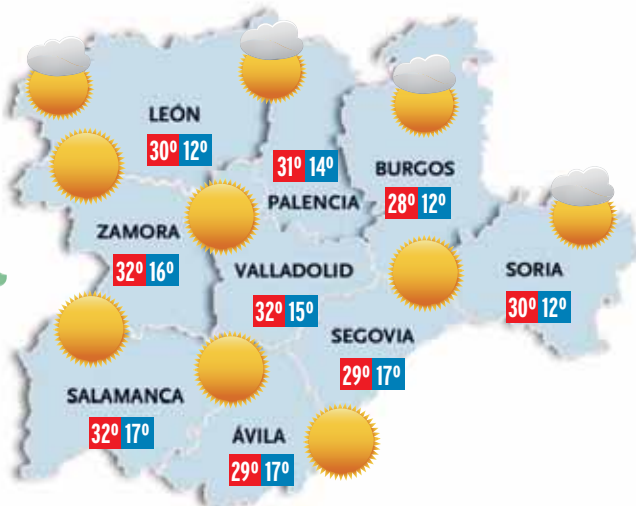 LEÓN
30º 12º
31º 14º
PALENCIA
BURGOS
28º 12º
ZAMORA
32º 16º
VALLADOLID
32º 15º
SORIA
30º 12º
SEGOVIA
29º 17º
SALAMANCA
32º 17º
ÁVILA
29º 17º